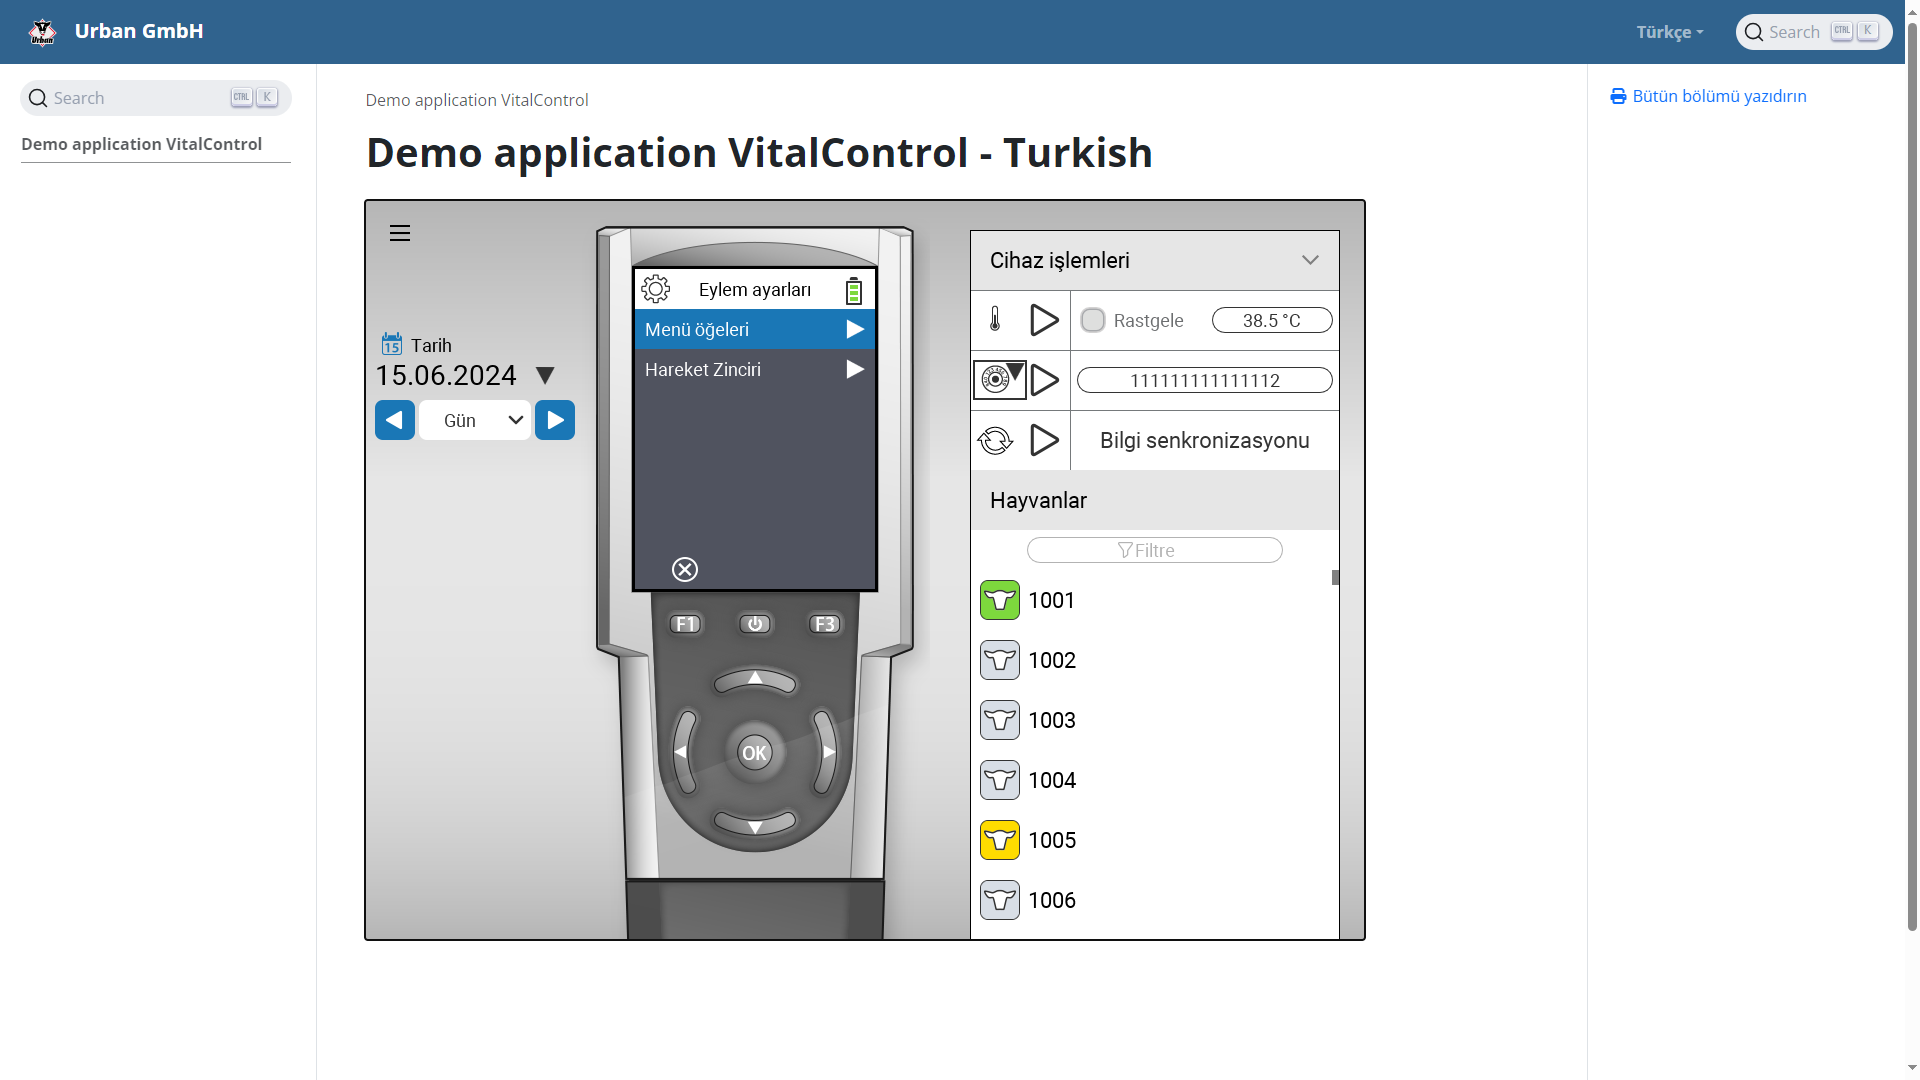 Urban GmbH
Türkçe
Search CTRL K
Search CTRL K
Demo application VitalControl
Demo application VitalControl
Demo application VitalControl - Turkish
Bütün bölümü yazıdırın
15 Tarih
15.06.2024
Gün
Eylem ayarları
Menü öğeleri
Hareket Zinciri
F1
F3
OK
Cihaz işlemleri
Rastgele
38.5 °C
111111111111112
Bilgi senkronizasyonu
Hayvanlar
Filtre
1001
1002
1003
1004
1005
1006